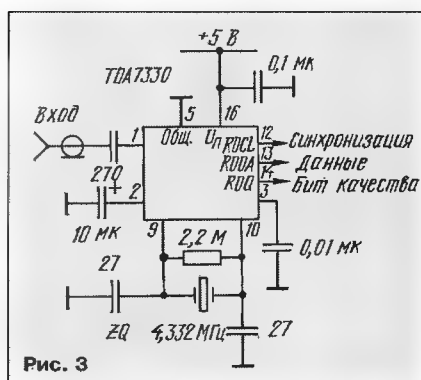 +5 В
0,1 мк
TDA7330
Вход
5
16
1
Общ.
Uп
RDCL
12
Синхронизация
270
RDDA
13
Данные
RDQ
14
Бит качества
+
2
3
10 мк
9
10
2,2 М
0,01 мк
27
ZQ
4,332 МГц
27
Рис. 3